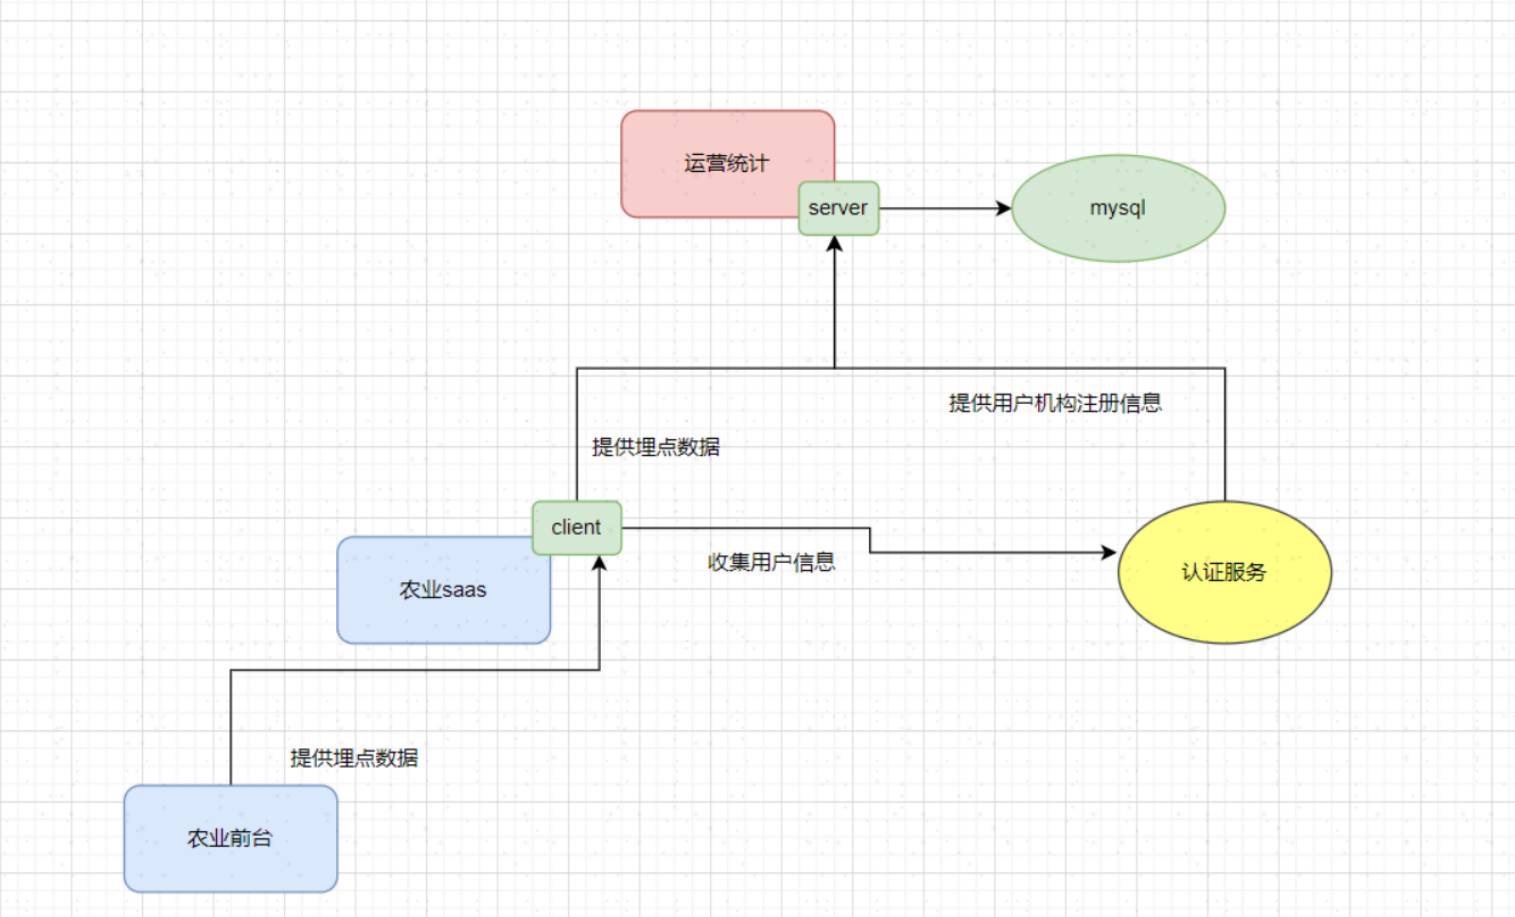 运营统计
server
mysql
提供用户机构注册信息
提供埋点数据
client
收集用户信息
认证服务
农业saas
提供埋点数据
农业前台